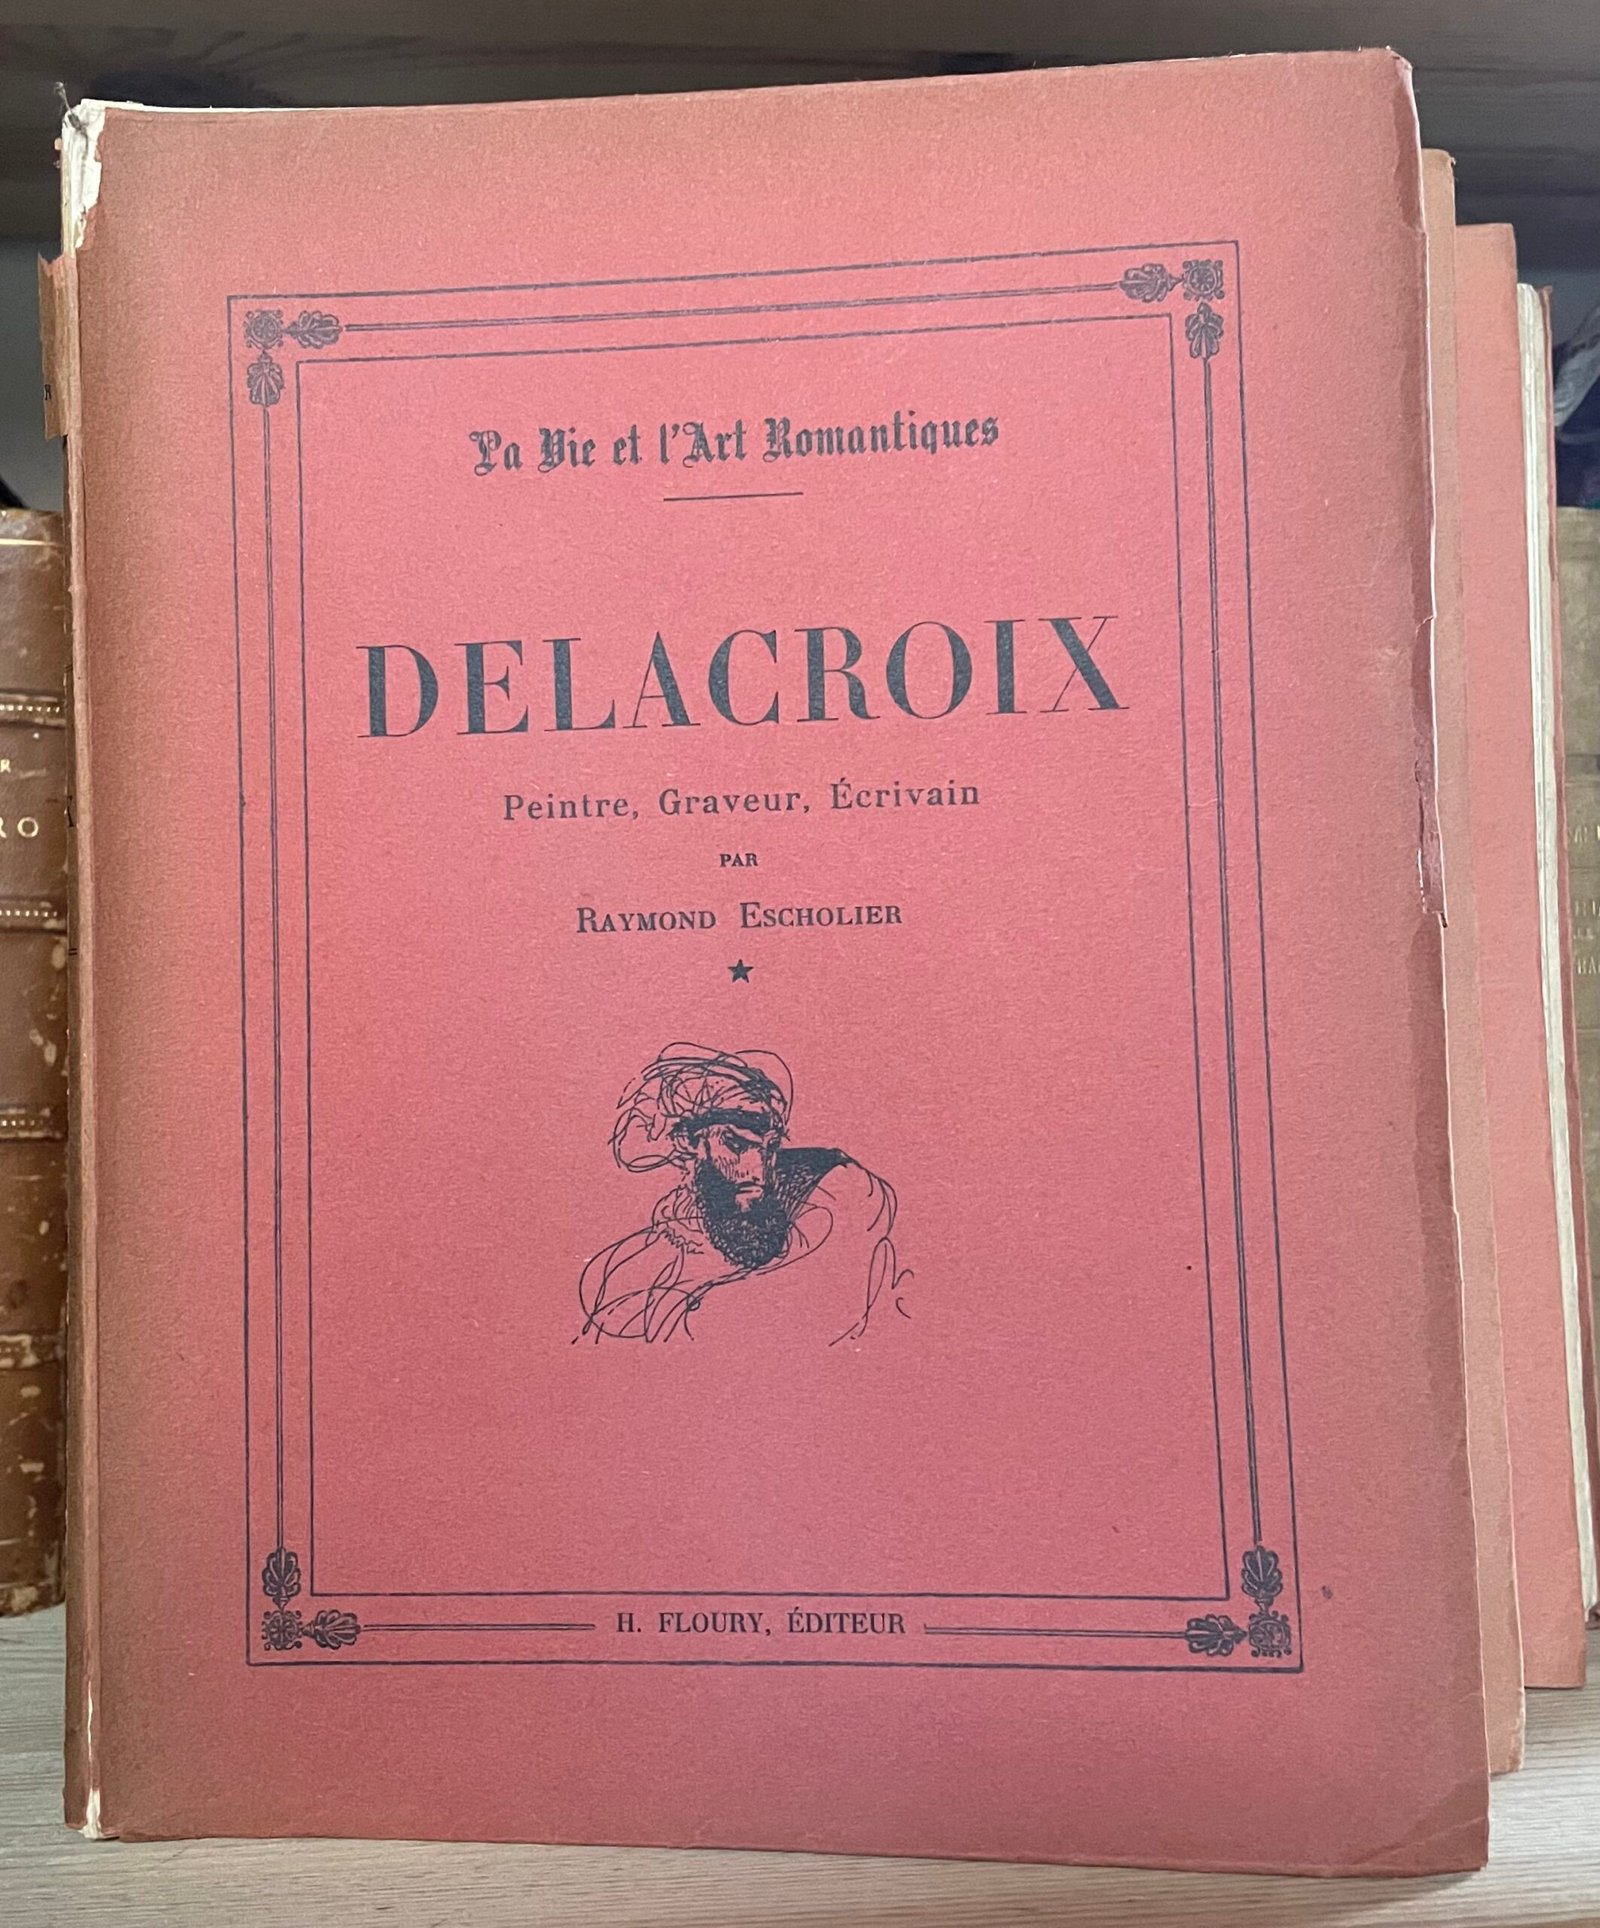 La Vie et l'Art Romantiques
DELACROIX
Peintre, Graveur, Écrivain
PAR
RAYMOND ESCHOLIER
H. FLOURY, ÉDITEUR